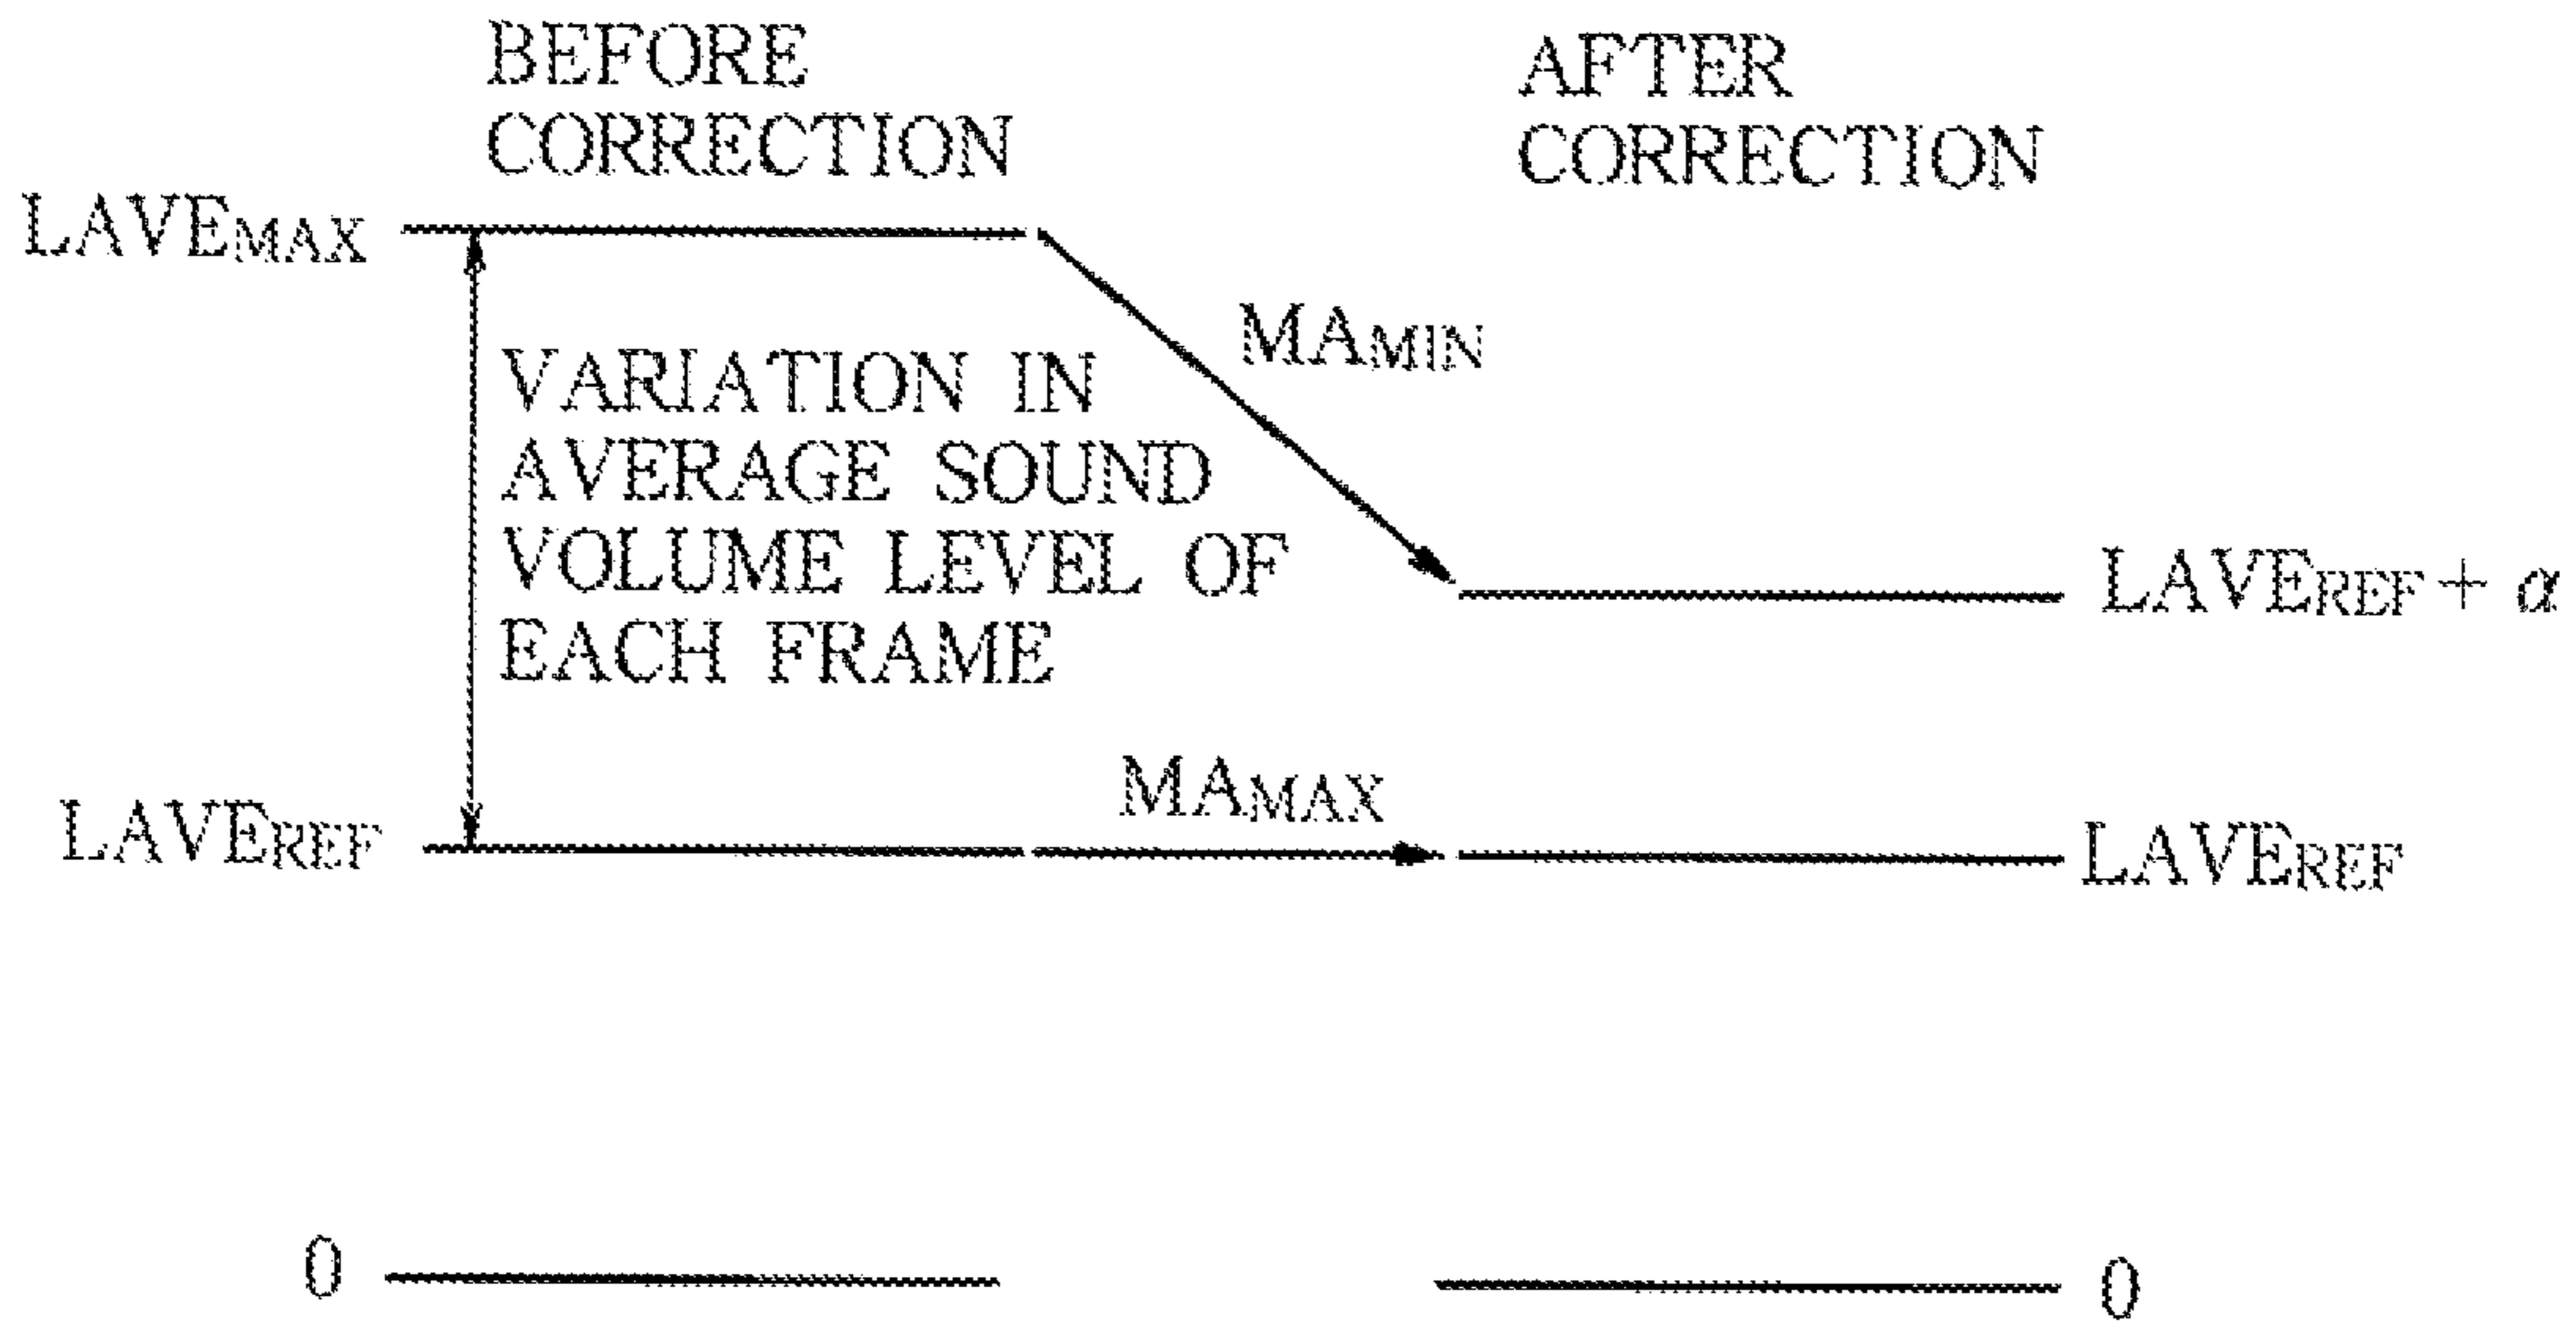 BEFORE
CORRECTION
AFTER
CORRECTION
LAVEMAX
MAMIN
VARIATION IN
AVERAGE SOUND
VOLUME LEVEL OF
EACH FRAME
LAVEREF + α
MAMAX
LAVEREF
LAVEREF
0
0